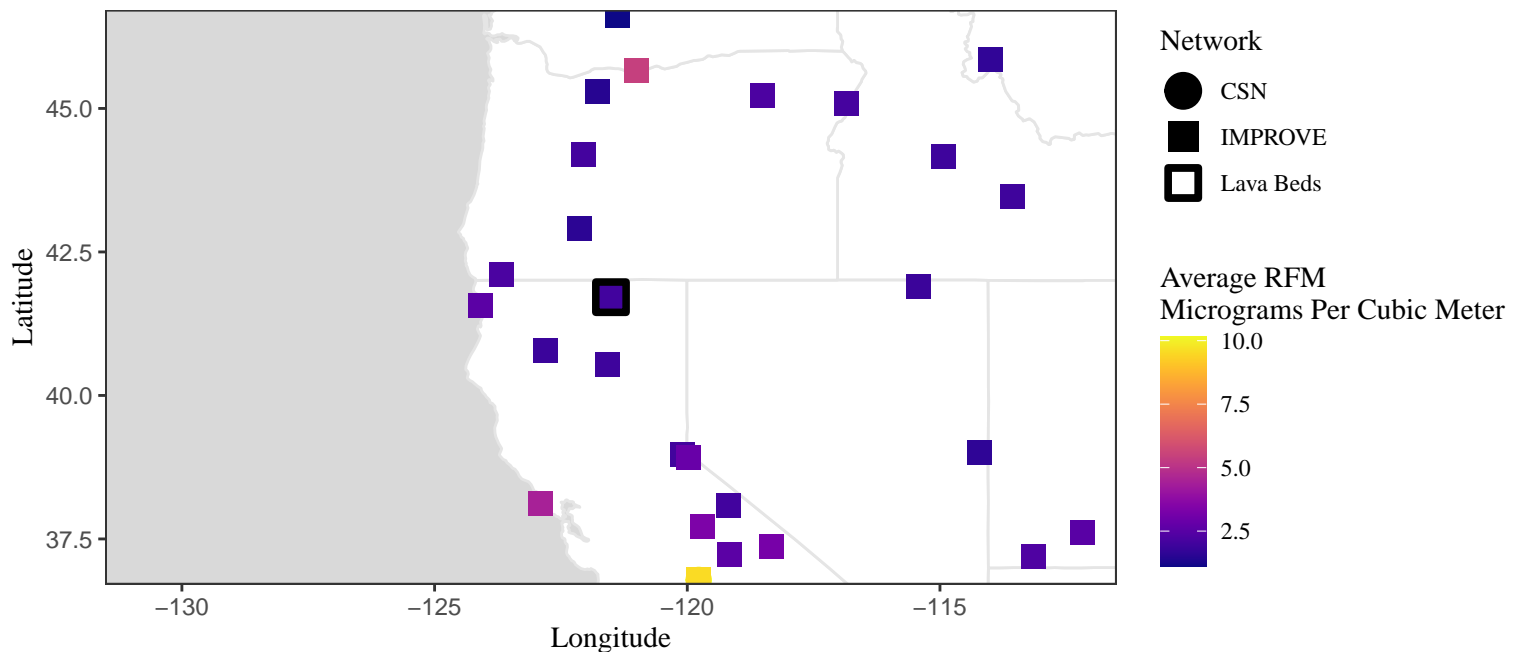 Network
CSN
IMPROVE
Lava Beds
Average RFM
Micrograms Per Cubic Meter
10.0
7.5
5.0
2.5
Latitude
45.0
42.5
40.0
37.5
−130
−125
−120
−115
Longitude